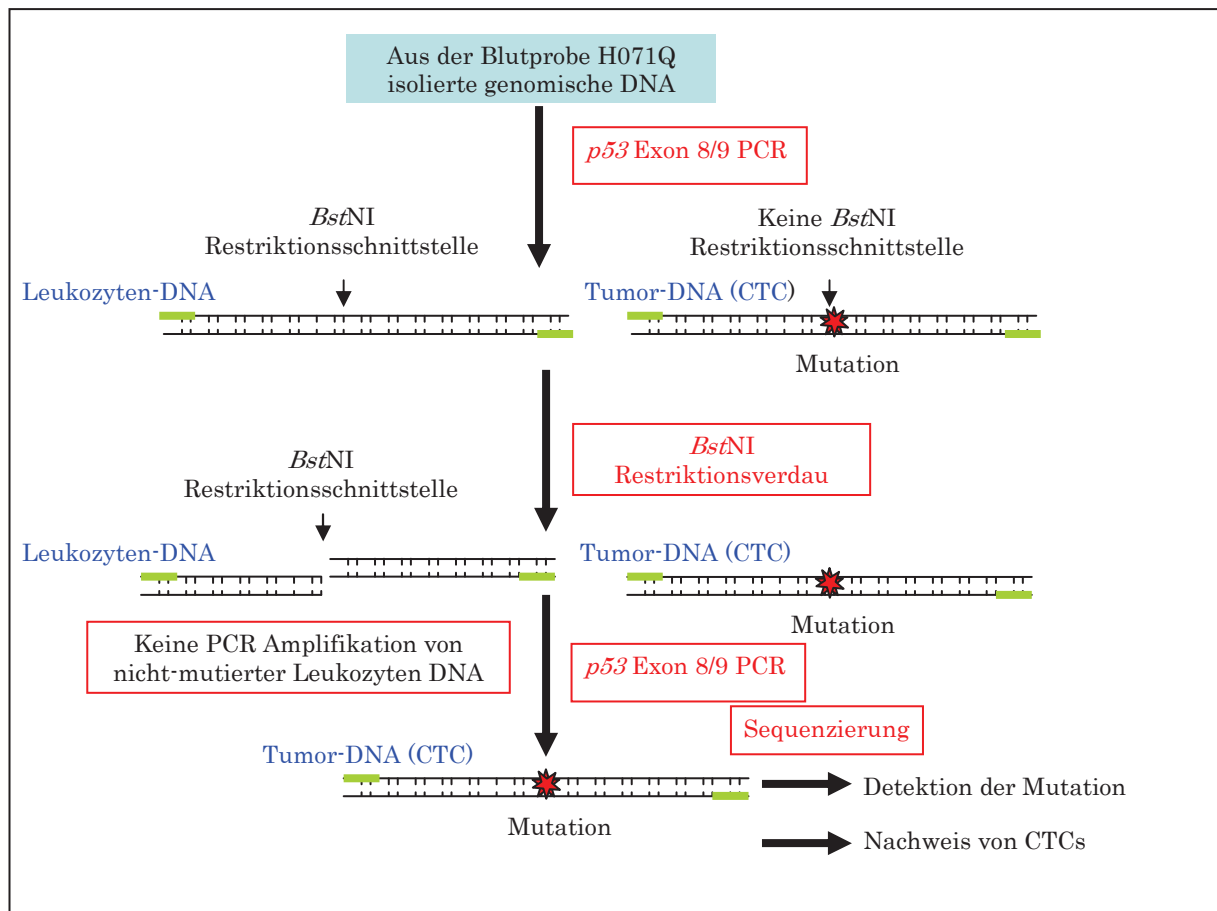 Aus der Blutprobe H071Q
isolierte genomische DNA
p53 Exon 8/9 PCR
BstNI
Restriktionsschnittstelle
Keine BstNI
Restriktionsschnittstelle
Leukozyten-DNA
Tumor-DNA (CTC)
Mutation
BstNI
Restriktionsverdau
BstNI
Restriktionsschnittstelle
Leukozyten-DNA
Tumor-DNA (CTC)
Mutation
Keine PCR Amplifikation von
nicht-mutierter Leukozyten DNA
p53 Exon 8/9 PCR
Sequenzierung
Tumor-DNA (CTC)
Mutation
Detektion der Mutation
Nachweis von CTCs